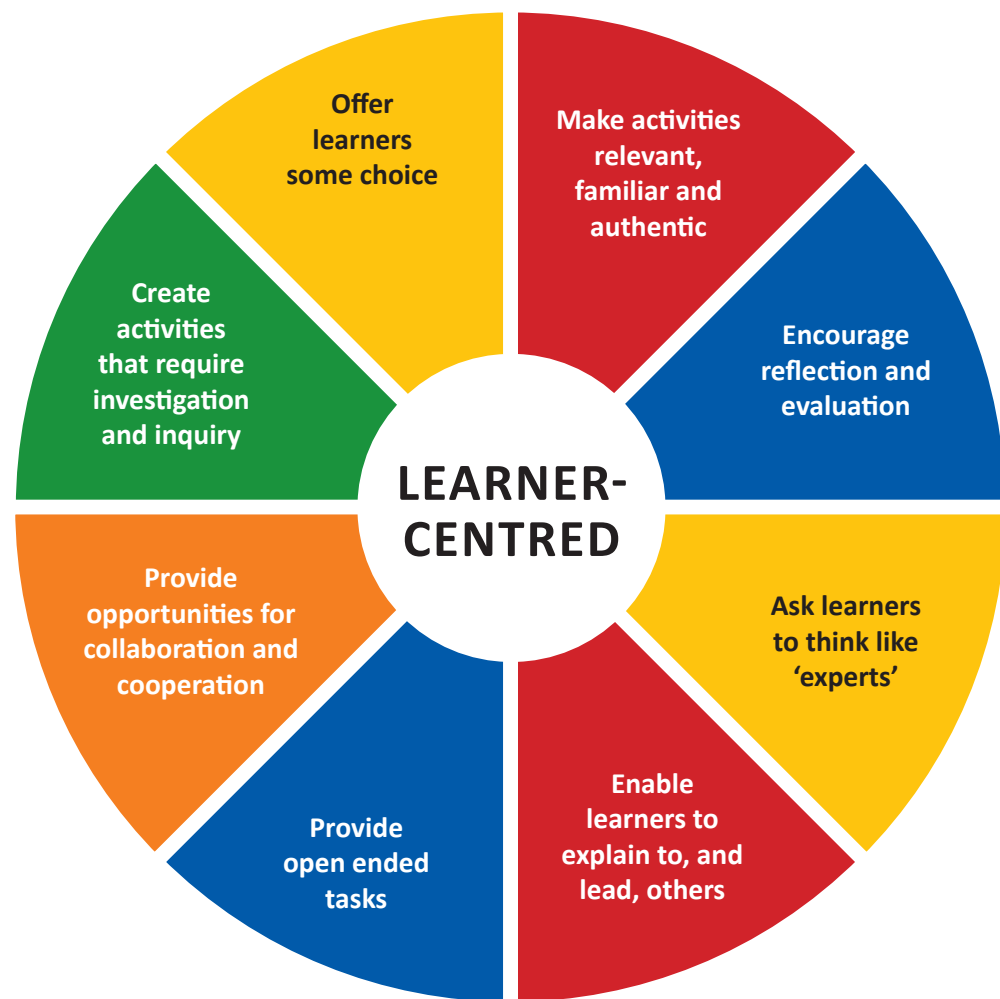 Offer
learners
some choice
Make activities
relevant,
familiar and
authentic
Encourage
reflection and
evaluation
Ask learners
to think like
‘experts’
Enable
learners to
explain to, and
lead, others
Provide
open ended
tasks
Provide
opportunities for
collaboration and
cooperation
Create
activities
that require
investigation
and inquiry
LEARNER-
CENTRED